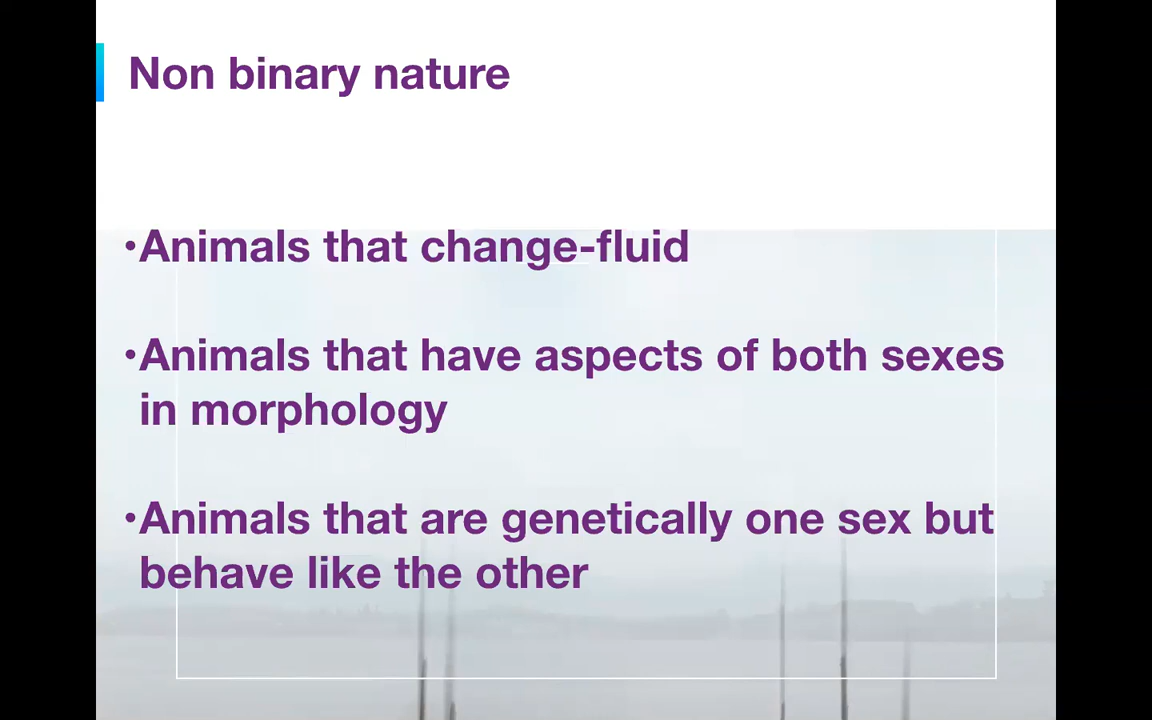 Non binary nature
•Animals that change-fluid
•Animals that have aspects of both sexes
in morphology
•Animals that are genetically one sex but
behave like the other